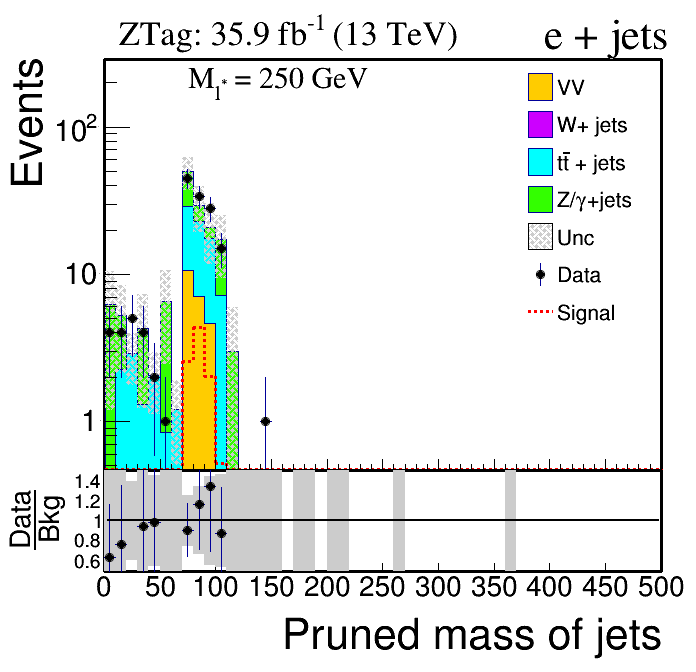 ZTag: 35.9 fb⁻¹ (13 TeV)
e + jets
M_l* = 250 GeV
Events
10²
10
1
VV
W+ jets
tt̄ + jets
Z/γ+jets
Unc
Data
Signal
Data
Bkg
1.4
1.2
1
0.8
0.6
0 50 100 150 200 250 300 350 400 450 500
Pruned mass of jets